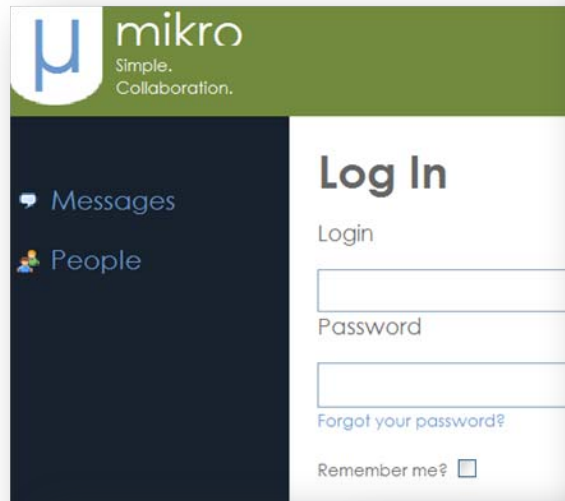 µ
mikro
Simple.
Collaboration.
Messages
People
Log In
Login
Password
Forgot your password?
Remember me?